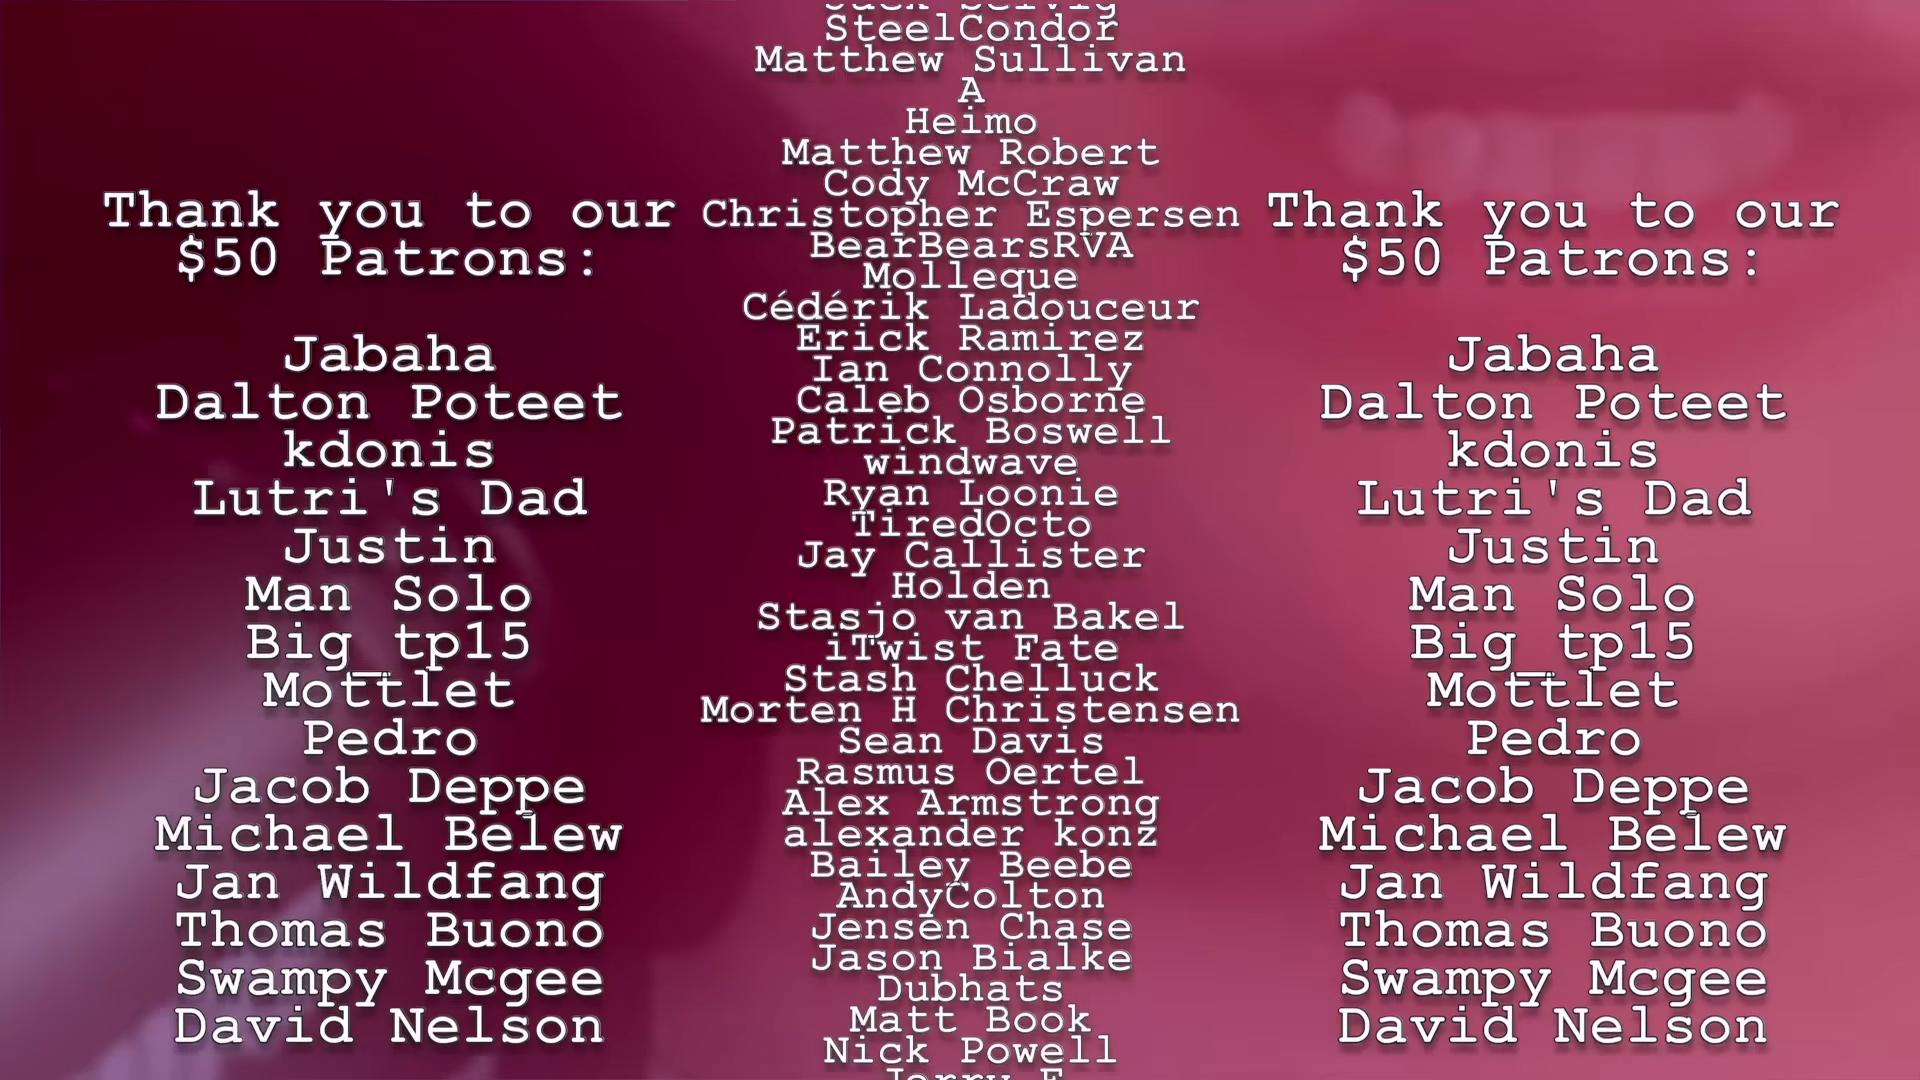 Thank you to our
$50 Patrons:
Jabaha
Dalton Poteet
kdonis
Lutri's Dad
Justin
Man Solo
Big_tp15
Mottlet
Pedro
Jacob Deppe
Michael Belew
Jan Wildfang
Thomas Buono
Swampy Mcgee
David Nelson
SteelCondor
Matthew Sullivan
A
Heimo
Matthew Robert
Cody McCraw
Christopher Espersen
BearBearsRVA
Molleque
Cédérik Ladouceur
Erick Ramirez
Ian Connolly
Caleb Osborne
Patrick Boswell
windwave
Ryan Loonie
TiredOcto
Jay Callister
Holden
Stasjo van Bakel
iTwist Fate
Stash Chelluck
Morten H Christensen
Sean Davis
Rasmus Oertel
Alex Armstrong
alexander konz
Bailey Beebe
AndyColton
Jensen Chase
Jason Bialke
Dubhats
Matt Book
Nick Powell
Thank you to our
$50 Patrons:
Jabaha
Dalton Poteet
kdonis
Lutri's Dad
Justin
Man Solo
Big_tp15
Mottlet
Pedro
Jacob Deppe
Michael Belew
Jan Wildfang
Thomas Buono
Swampy Mcgee
David Nelson